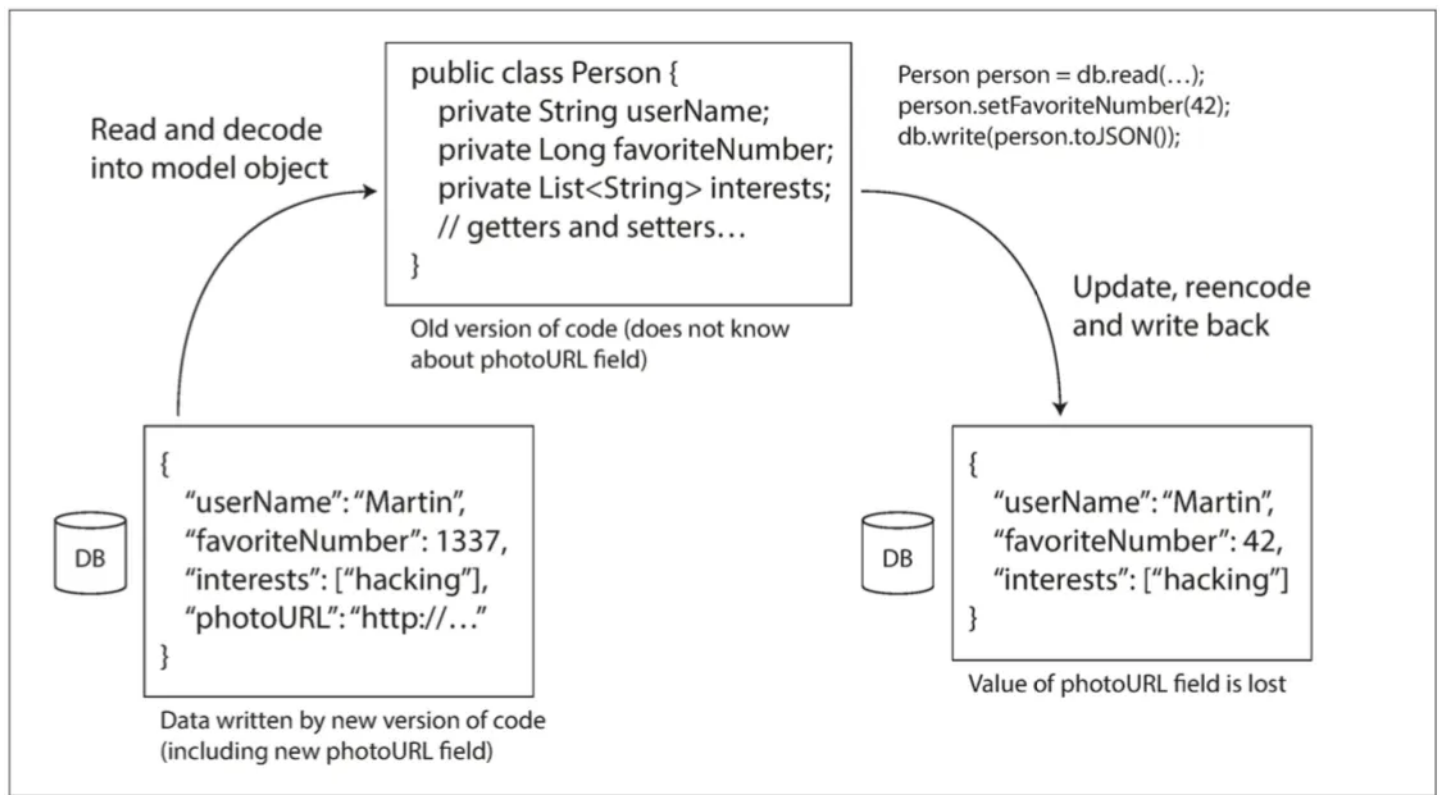 public class Person {
private String userName;
private Long favoriteNumber;
private List<String> interests;
// getters and setters…
}
Person person = db.read(…);
person.setFavoriteNumber(42);
db.write(person.toJSON());
Read and decode
into model object
Old version of code (does not know
about photoURL field)
Update, reencode
and write back
DB
{
“userName”: “Martin”,
“favoriteNumber”: 1337,
“interests”: [“hacking”],
“photoURL”: “http://…”
}
Data written by new version of code
(including new photoURL field)
DB
{
“userName”: “Martin”,
“favoriteNumber”: 42,
“interests”: [“hacking”]
}
Value of photoURL field is lost